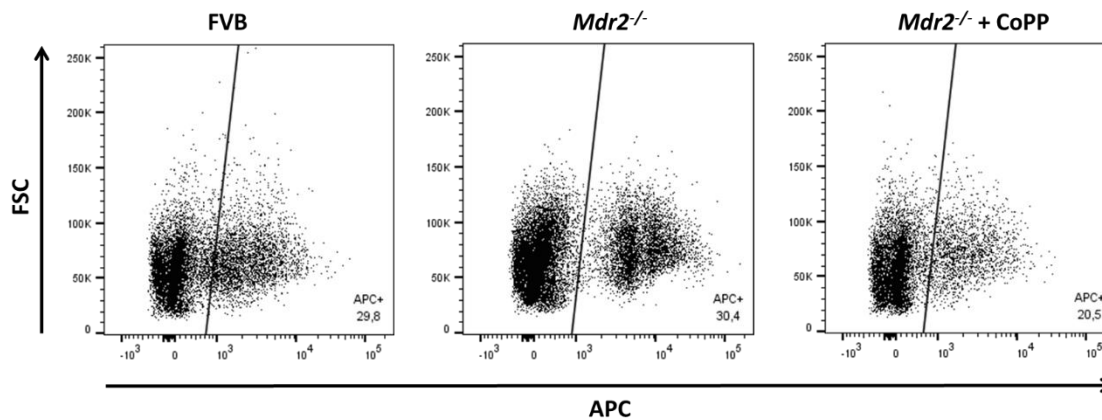 FVB
Mdr2-/-
Mdr2-/- + CoPP
FSC
250K
200K
150K
100K
50K
0
-10³ 0 10³ 10⁴ 10⁵
APC+
29,8
250K
200K
150K
100K
50K
0
-10³ 0 10³ 10⁴ 10⁵
APC+
30,4
250K
200K
150K
100K
50K
0
-10³ 0 10³ 10⁴ 10⁵
APC+
20,5
APC